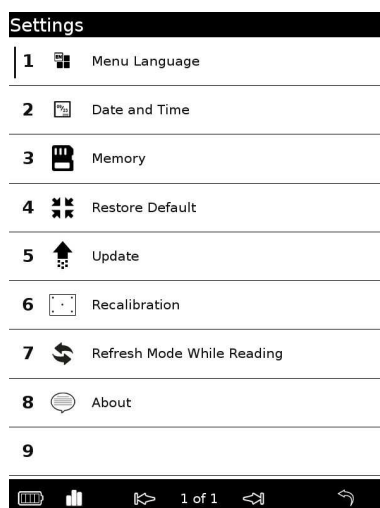 Settings
1 Menu Language
2 Date and Time
3 Memory
4 Restore Default
5 Update
6 Recalibration
7 Refresh Mode While Reading
8 About
9
1 of 1